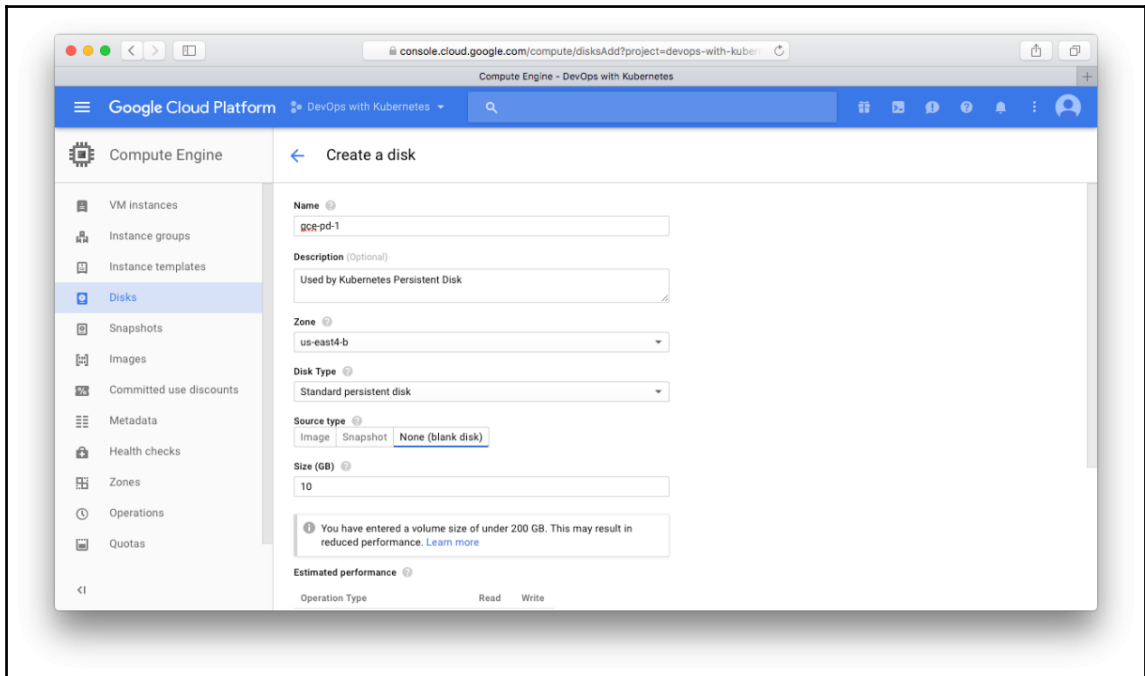 console.cloud.google.com/compute/disksAdd?project=devops-with-kuber
Compute Engine - DevOps with Kubernetes
Google Cloud Platform DevOps with Kubernetes
Compute Engine
Create a disk
VM instances
Instance groups
Instance templates
Disks
Snapshots
Images
Committed use discounts
Metadata
Health checks
Zones
Operations
Quotas
Name
gce-pd-1
Description (Optional)
Used by Kubernetes Persistent Disk
Zone
us-east4-b
Disk Type
Standard persistent disk
Source type
Image Snapshot None (blank disk)
Size (GB)
10
You have entered a volume size of under 200 GB. This may result in
reduced performance. Learn more
Estimated performance
Operation Type Read Write